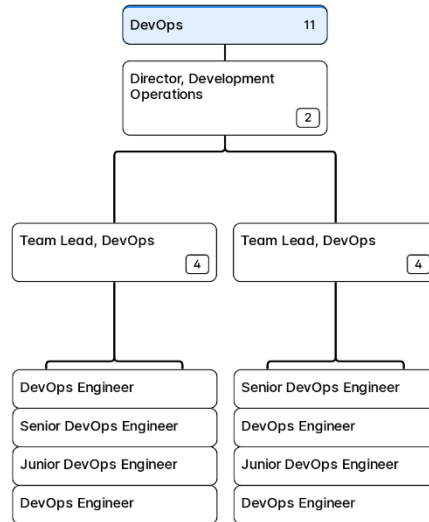 DevOps 11
Director, Development
Operations
2
Team Lead, DevOps
4
Team Lead, DevOps
4
DevOps Engineer
Senior DevOps Engineer
Junior DevOps Engineer
DevOps Engineer
Senior DevOps Engineer
DevOps Engineer
Junior DevOps Engineer
DevOps Engineer